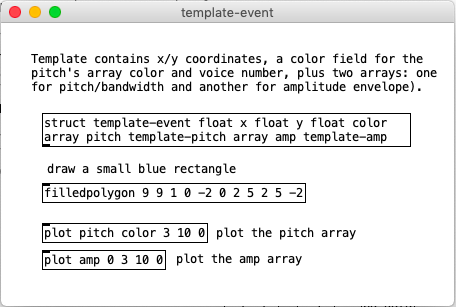 template-event
Template contains x/y coordinates, a color field for the
pitch's array color and voice number, plus two arrays: one
for pitch/bandwidth and another for amplitude envelope).
struct template-event float x float y float color
array pitch template-pitch array amp template-amp
draw a small blue rectangle
filledpolygon 9 9 1 0 -2 0 2 5 2 5 -2
plot pitch color 3 10 0 plot the pitch array
plot amp 0 3 10 0 plot the amp array